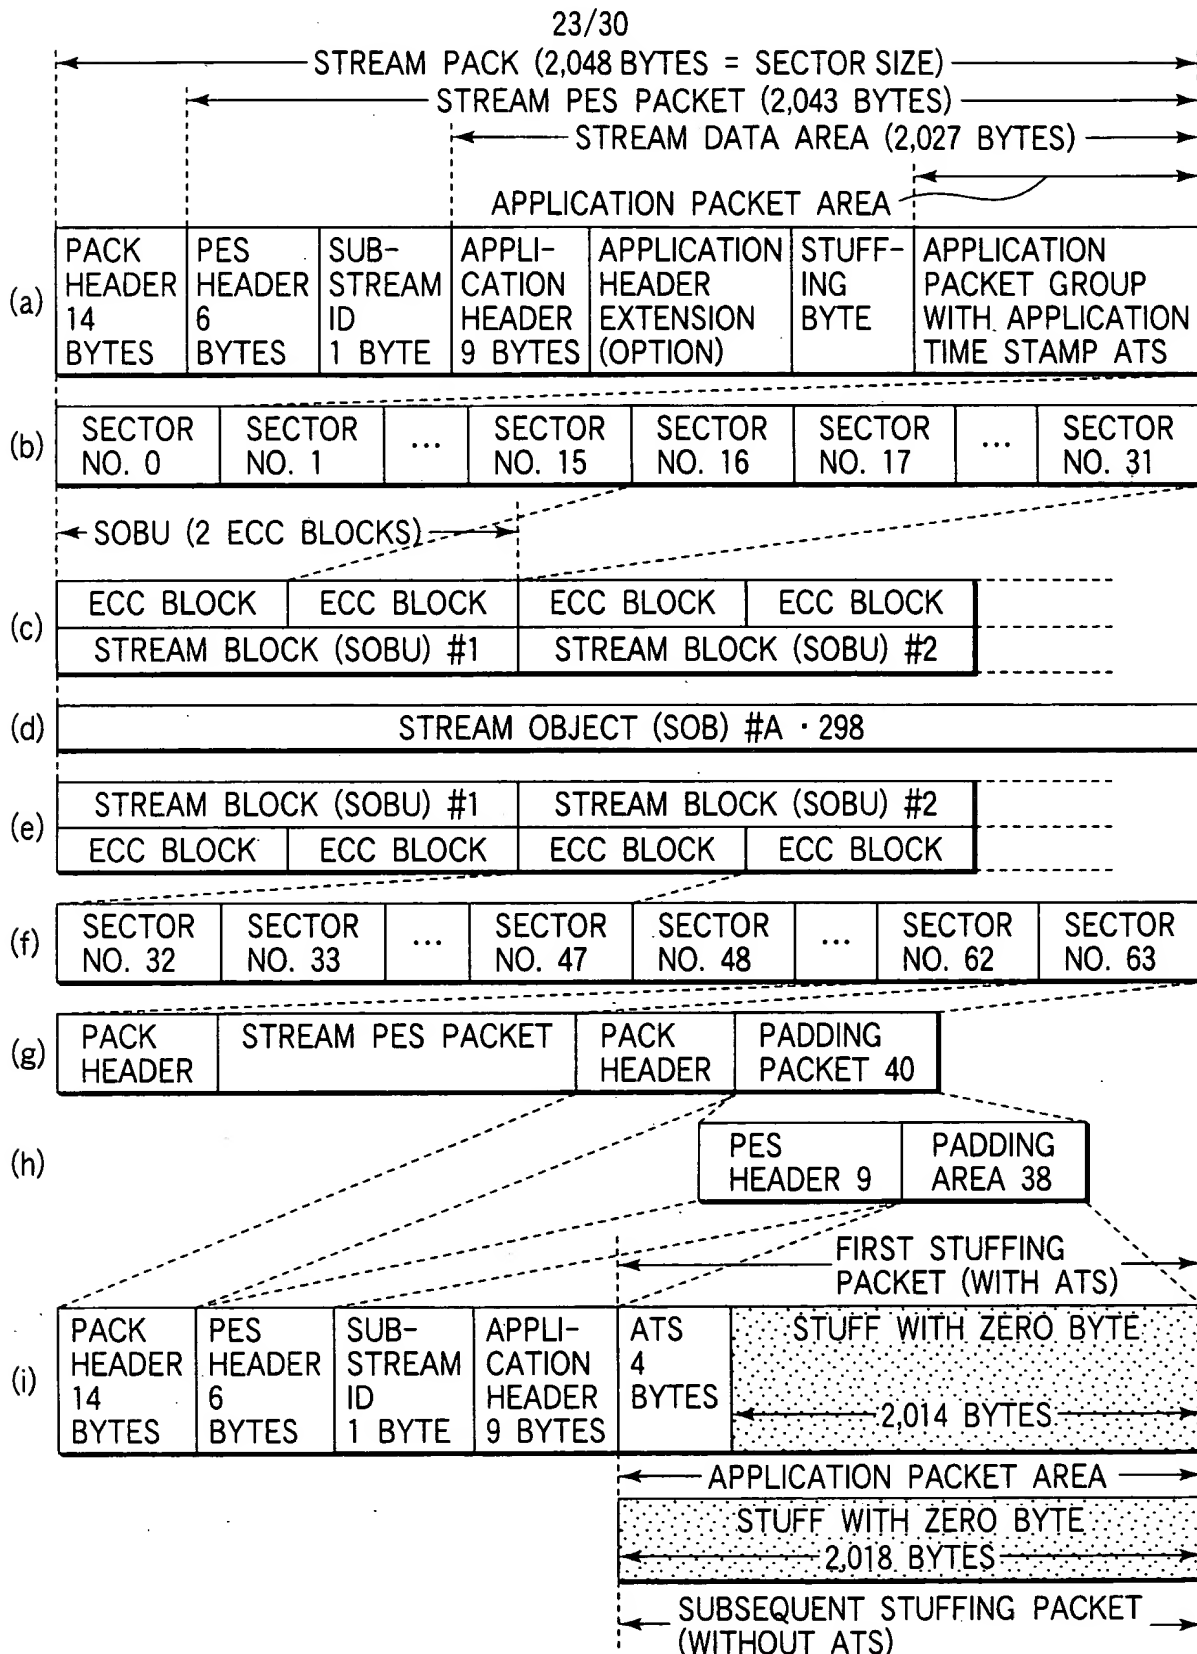 23/30
STREAM PACK (2,048 BYTES = SECTOR SIZE)
STREAM PES PACKET (2,043 BYTES)
STREAM DATA AREA (2,027 BYTES)
APPLICATION PACKET AREA
(a)
PACK HEADER 14 BYTES
PES HEADER 6 BYTES
SUB-STREAM ID 1 BYTE
APPLI-CATION HEADER 9 BYTES
APPLICATION HEADER EXTENSION (OPTION)
STUFF-ING BYTE
APPLICATION PACKET GROUP WITH APPLICATION TIME STAMP ATS
(b)
SECTOR NO. 0
SECTOR NO. 1
...
SECTOR NO. 15
SECTOR NO. 16
SECTOR NO. 17
...
SECTOR NO. 31
SOBU (2 ECC BLOCKS)
(c)
ECC BLOCK
ECC BLOCK
ECC BLOCK
ECC BLOCK
STREAM BLOCK (SOBU) #1
STREAM BLOCK (SOBU) #2
(d)
STREAM OBJECT (SOB) #A · 298
(e)
STREAM BLOCK (SOBU) #1
STREAM BLOCK (SOBU) #2
ECC BLOCK
ECC BLOCK
ECC BLOCK
ECC BLOCK
(f)
SECTOR NO. 32
SECTOR NO. 33
...
SECTOR NO. 47
SECTOR NO. 48
...
SECTOR NO. 62
SECTOR NO. 63
(g)
PACK HEADER
STREAM PES PACKET
PACK HEADER
PADDING PACKET 40
(h)
PES HEADER 9
PADDING AREA 38
FIRST STUFFING PACKET (WITH ATS)
(i)
PACK HEADER 14 BYTES
PES HEADER 6 BYTES
SUB-STREAM ID 1 BYTE
APPLI-CATION HEADER 9 BYTES
ATS 4 BYTES
STUFF WITH ZERO BYTE
2,014 BYTES
APPLICATION PACKET AREA
STUFF WITH ZERO BYTE
2,018 BYTES
SUBSEQUENT STUFFING PACKET (WITHOUT ATS)